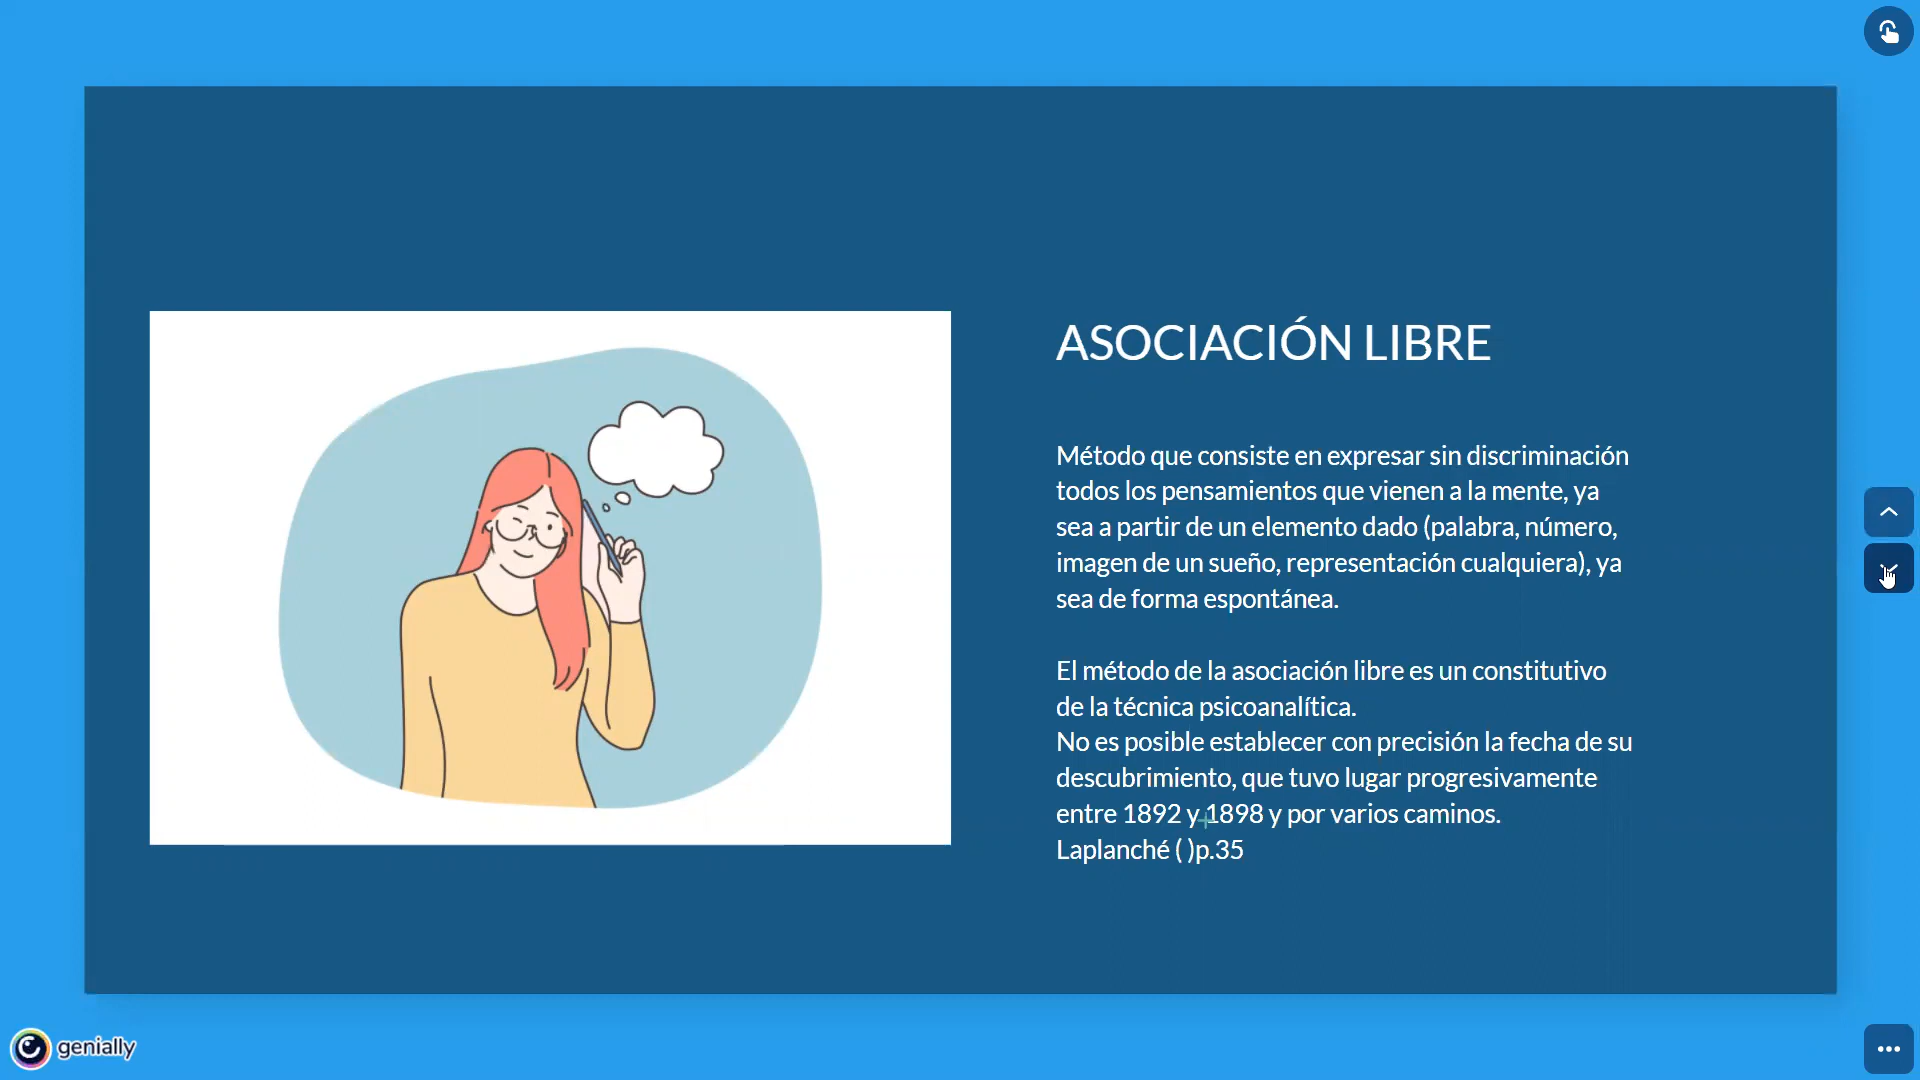 ASOCIACIÓN LIBRE
Método que consiste en expresar sin discriminación
todos los pensamientos que vienen a la mente, ya
sea a partir de un elemento dado (palabra, número,
imagen de un sueño, representación cualquiera), ya
sea de forma espontánea.
El método de la asociación libre es un constitutivo
de la técnica psicoanalítica.
No es posible establecer con precisión la fecha de su
descubrimiento, que tuvo lugar progresivamente
entre 1892 y 1898 y por varios caminos.
Laplanché ( )p.35
genially